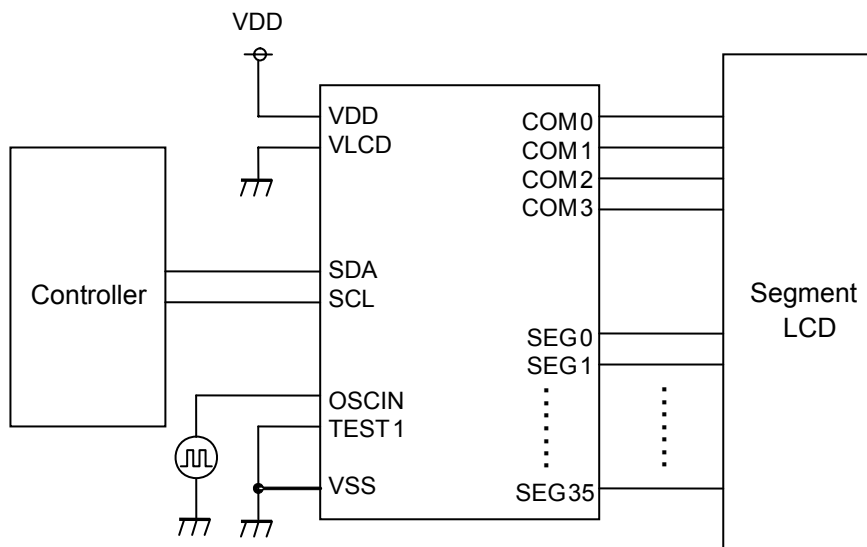 VDD
VDD
VLCD
SDA
SCL
OSCIN
TEST1
VSS
COM0
COM1
COM2
COM3
SEG0
SEG1
SEG35
Controller
Segment
LCD